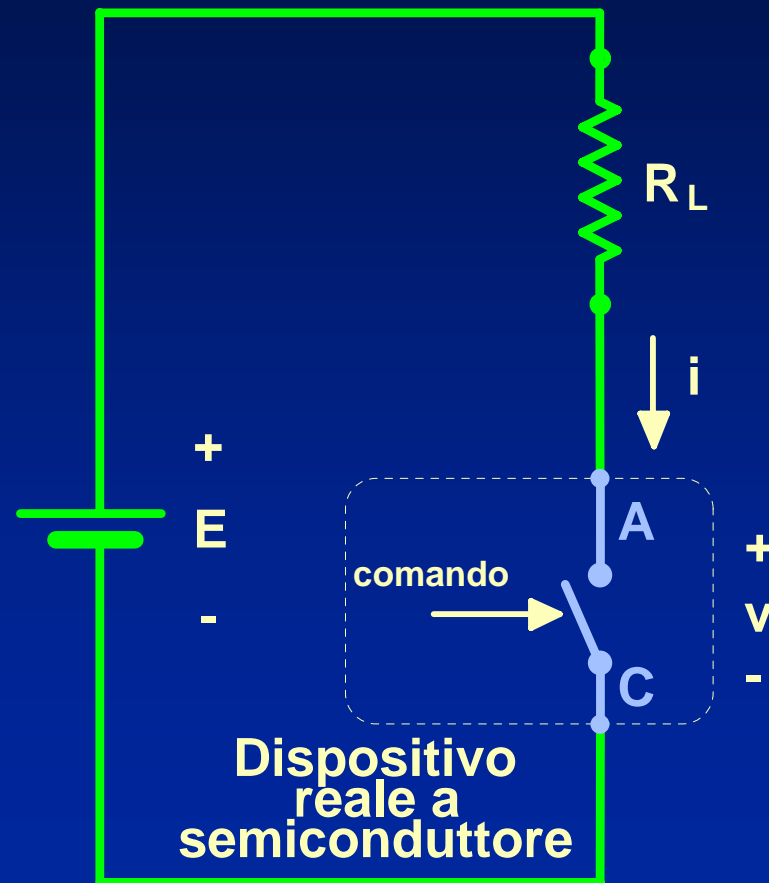 R L
i
+
E
-
A
comando
C
+
v
-
Dispositivo
reale a
semiconduttore